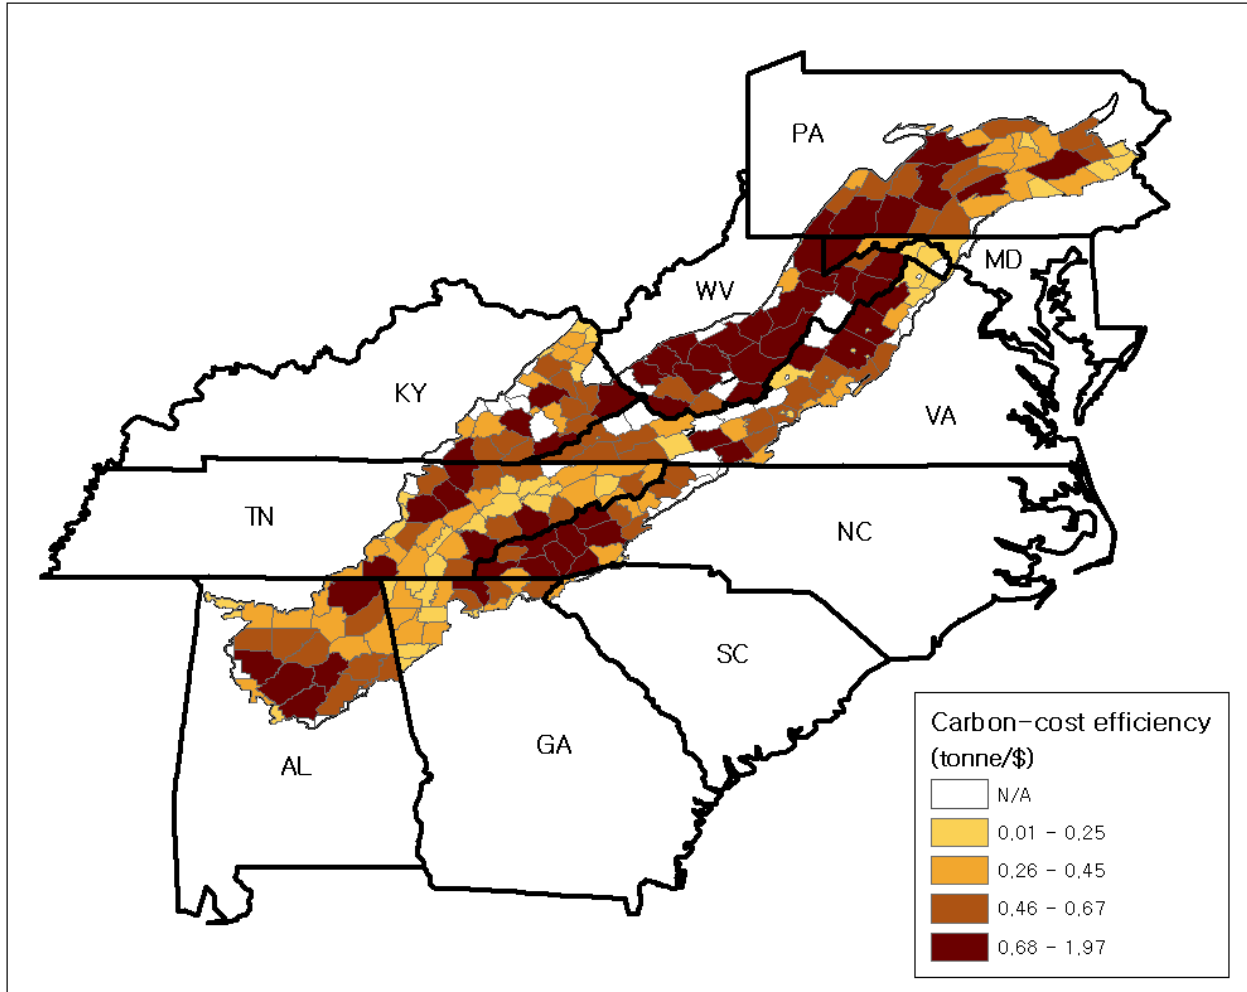 PA
MD
WV
KY
VA
TN
NC
SC
GA
AL
Carbon-cost efficiency
(tonne/$)
N/A
0,01 - 0,25
0,26 - 0,45
0,46 - 0,67
0,68 - 1,97